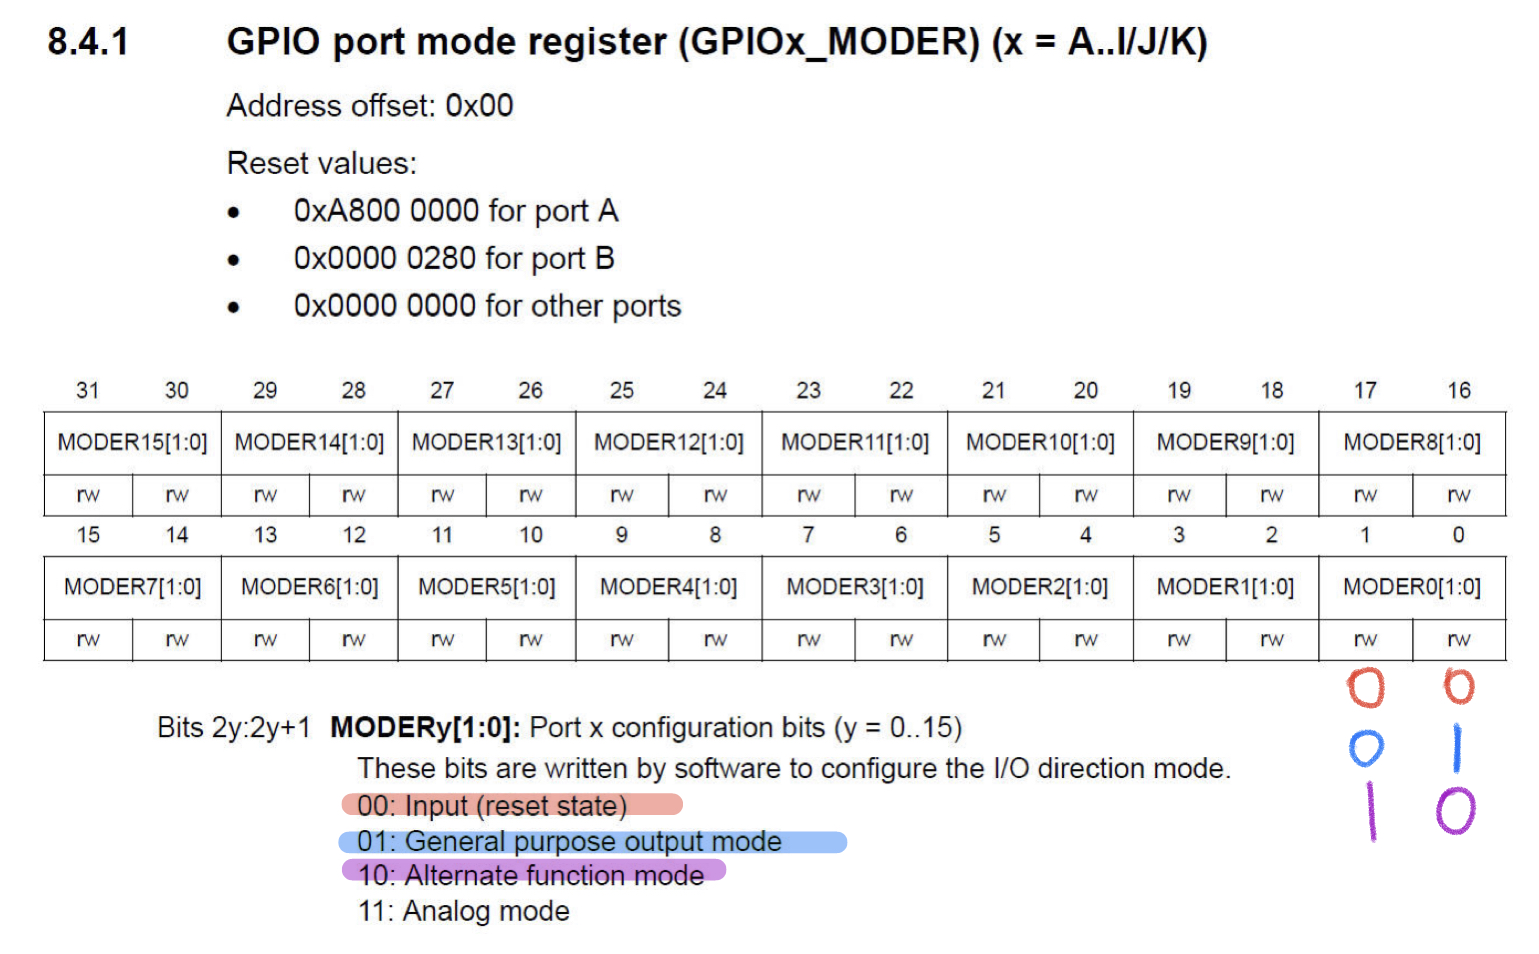 8.4.1 GPIO port mode register (GPIOx_MODER) (x = A..I/J/K)
Address offset: 0x00
Reset values:
• 0xA800 0000 for port A
• 0x0000 0280 for port B
• 0x0000 0000 for other ports
31 30 29 28 27 26 25 24 23 22 21 20 19 18 17 16
MODER15[1:0] MODER14[1:0] MODER13[1:0] MODER12[1:0] MODER11[1:0] MODER10[1:0] MODER9[1:0] MODER8[1:0]
rw rw rw rw rw rw rw rw rw rw rw rw rw rw rw rw
15 14 13 12 11 10 9 8 7 6 5 4 3 2 1 0
MODER7[1:0] MODER6[1:0] MODER5[1:0] MODER4[1:0] MODER3[1:0] MODER2[1:0] MODER1[1:0] MODER0[1:0]
rw rw rw rw rw rw rw rw rw rw rw rw rw rw rw rw
0 0
Bits 2y:2y+1 MODERy[1:0]: Port x configuration bits (y = 0..15)
0 1
These bits are written by software to configure the I/O direction mode.
00: Input (reset state)
1 0
01: General purpose output mode
10: Alternate function mode
11: Analog mode